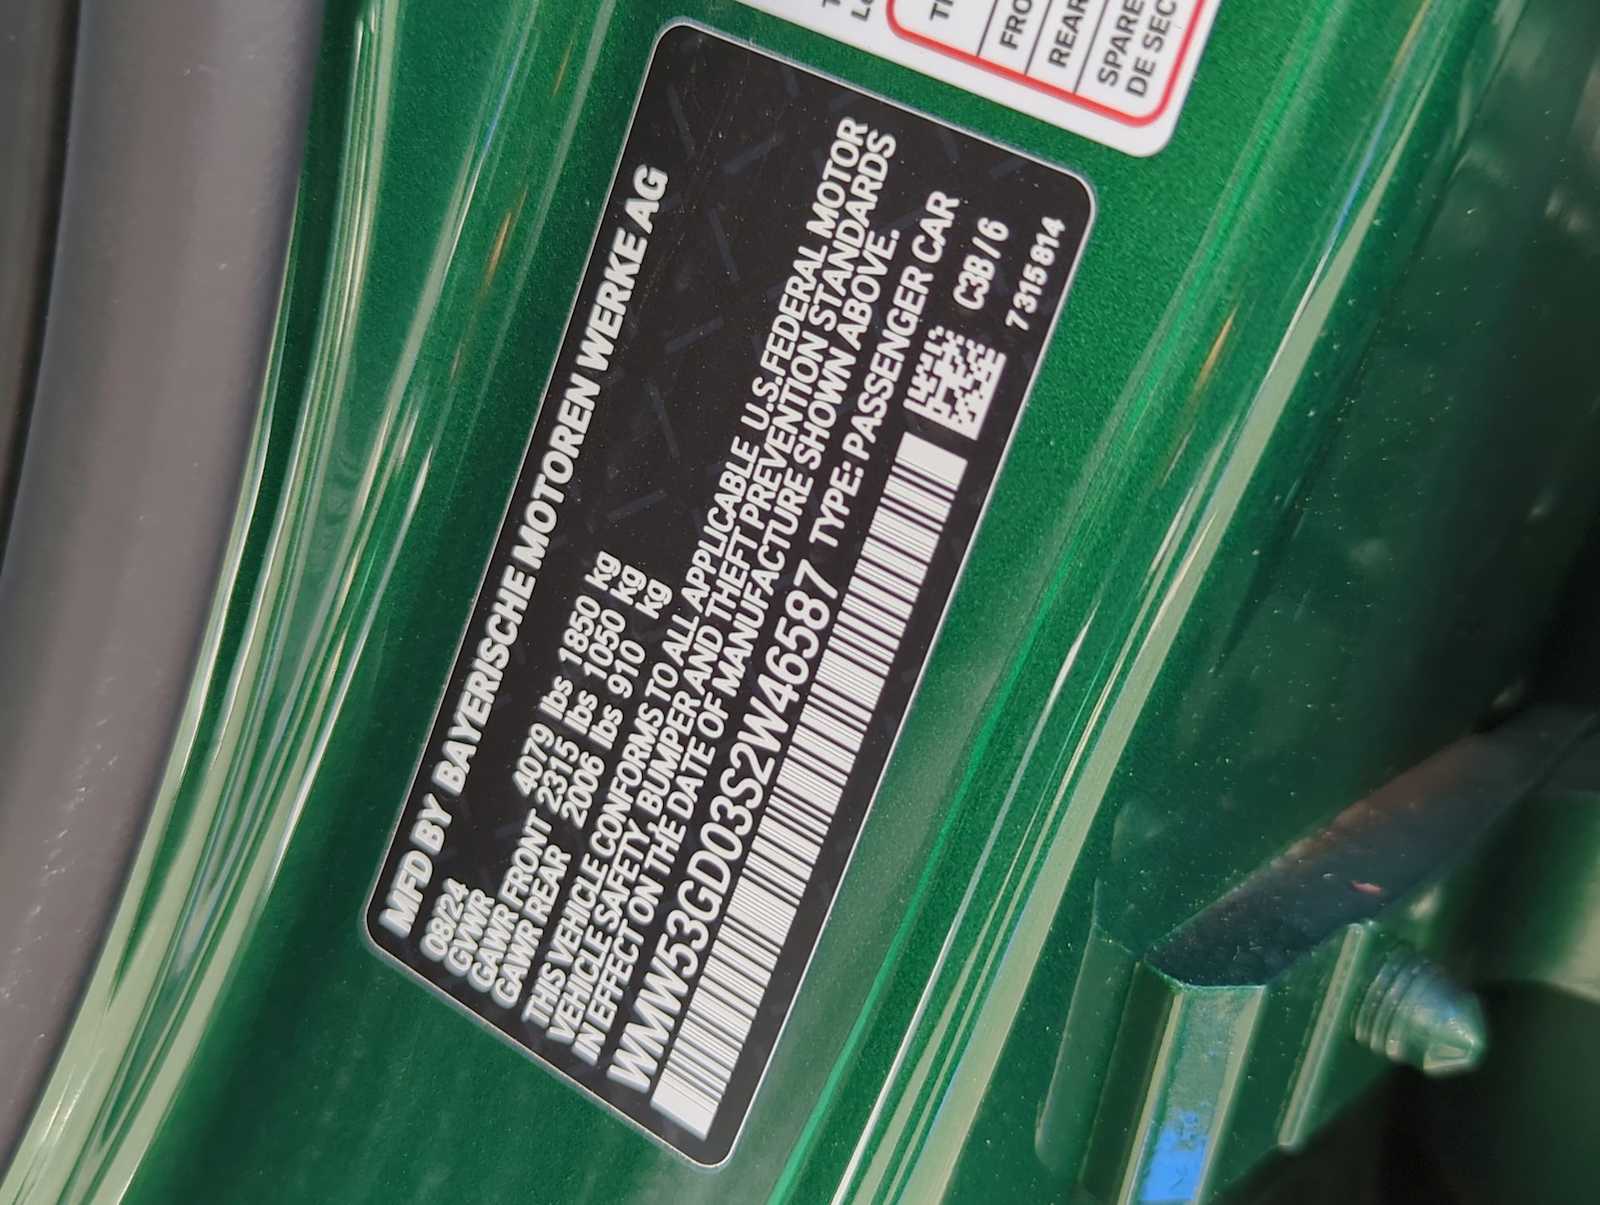 MFD BY BAYERISCHE MOTOREN WERKE AG
08/24
GVWR 4079 lbs 1850 kg
GAWR FRONT 2315 lbs 1050 kg
GAWR REAR 2006 lbs 910 kg
THIS VEHICLE CONFORMS TO ALL APPLICABLE U.S.FEDERAL MOTOR
VEHICLE SAFETY, BUMPER AND THEFT PREVENTION STANDARDS
IN EFFECT ON THE DATE OF MANUFACTURE SHOWN ABOVE.
WMW53GD03S2W46587 TYPE: PASSENGER CAR
C3B/6
7315814
REAR
SPARE